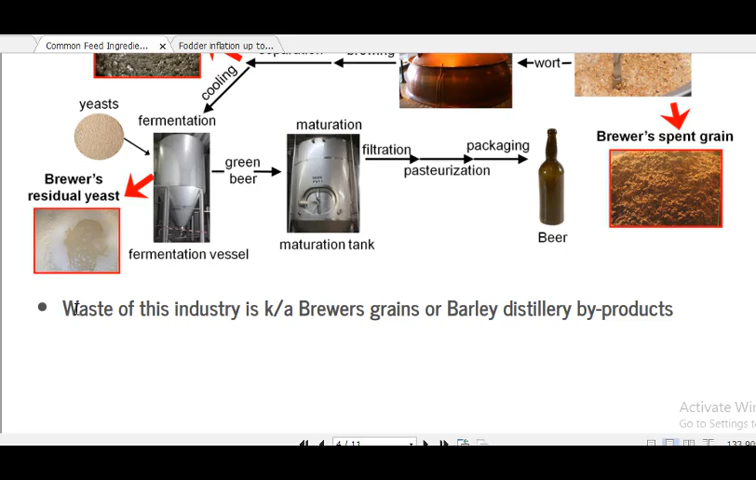 Common Feed Ingredie...
Fodder inflation up to...
cooling
wort
yeasts
fermentation
maturation
packaging
filtration
green
beer
pasteurization
Brewer's spent grain
Brewer's
residual yeast
fermentation vessel
maturation tank
Beer
• Waste of this industry is k/a Brewers grains or Barley distillery by-products
Activate Win
Go to Settings to
4 / 11